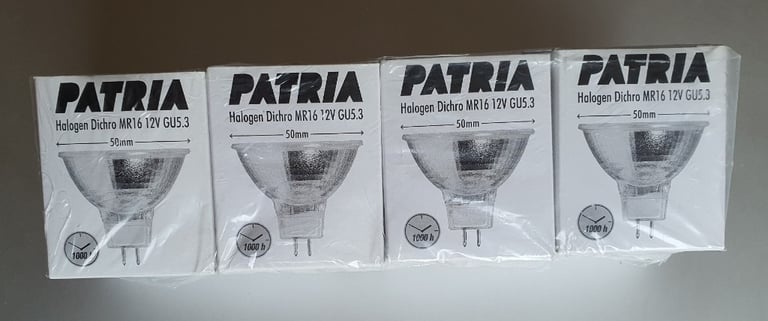 PATRIA
Halogen Dichro MR16 12V GU5.3
50mm
1000 h
PATRIA
Halogen Dichro MR16 12V GU5.3
50mm
1000 h
PATRIA
Halogen Dichro MR16 12V GU5.3
50mm
1000 h
PATRIA
Halogen Dichro MR16 12V GU5.3
50mm
1000 h